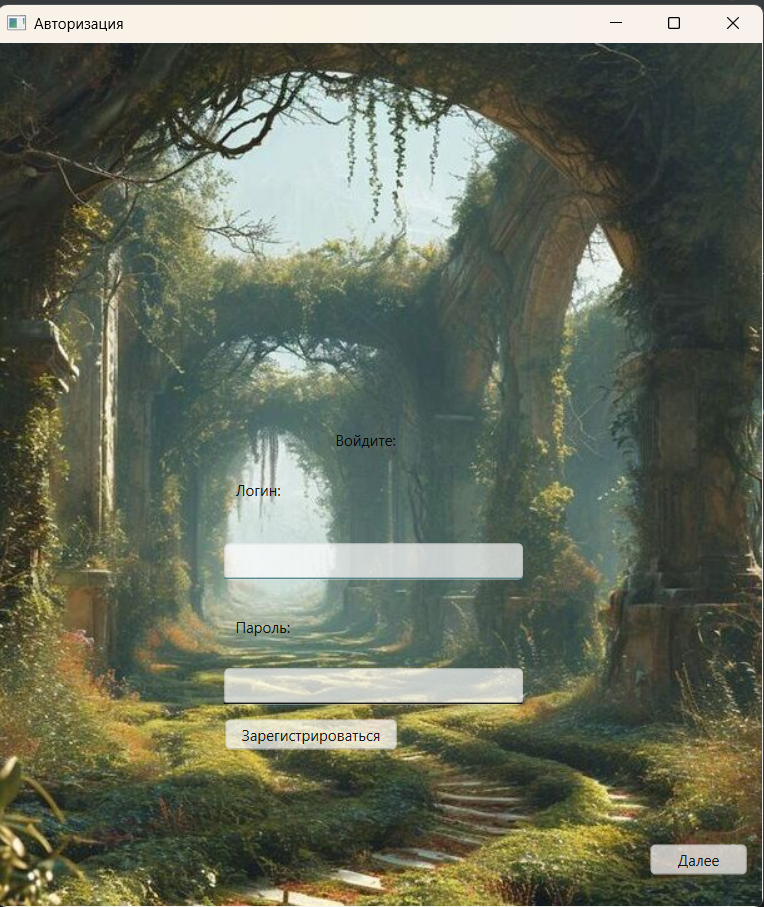 Авторизация
Войдите:
Логин:
Пароль:
Зарегистрироваться
Далее